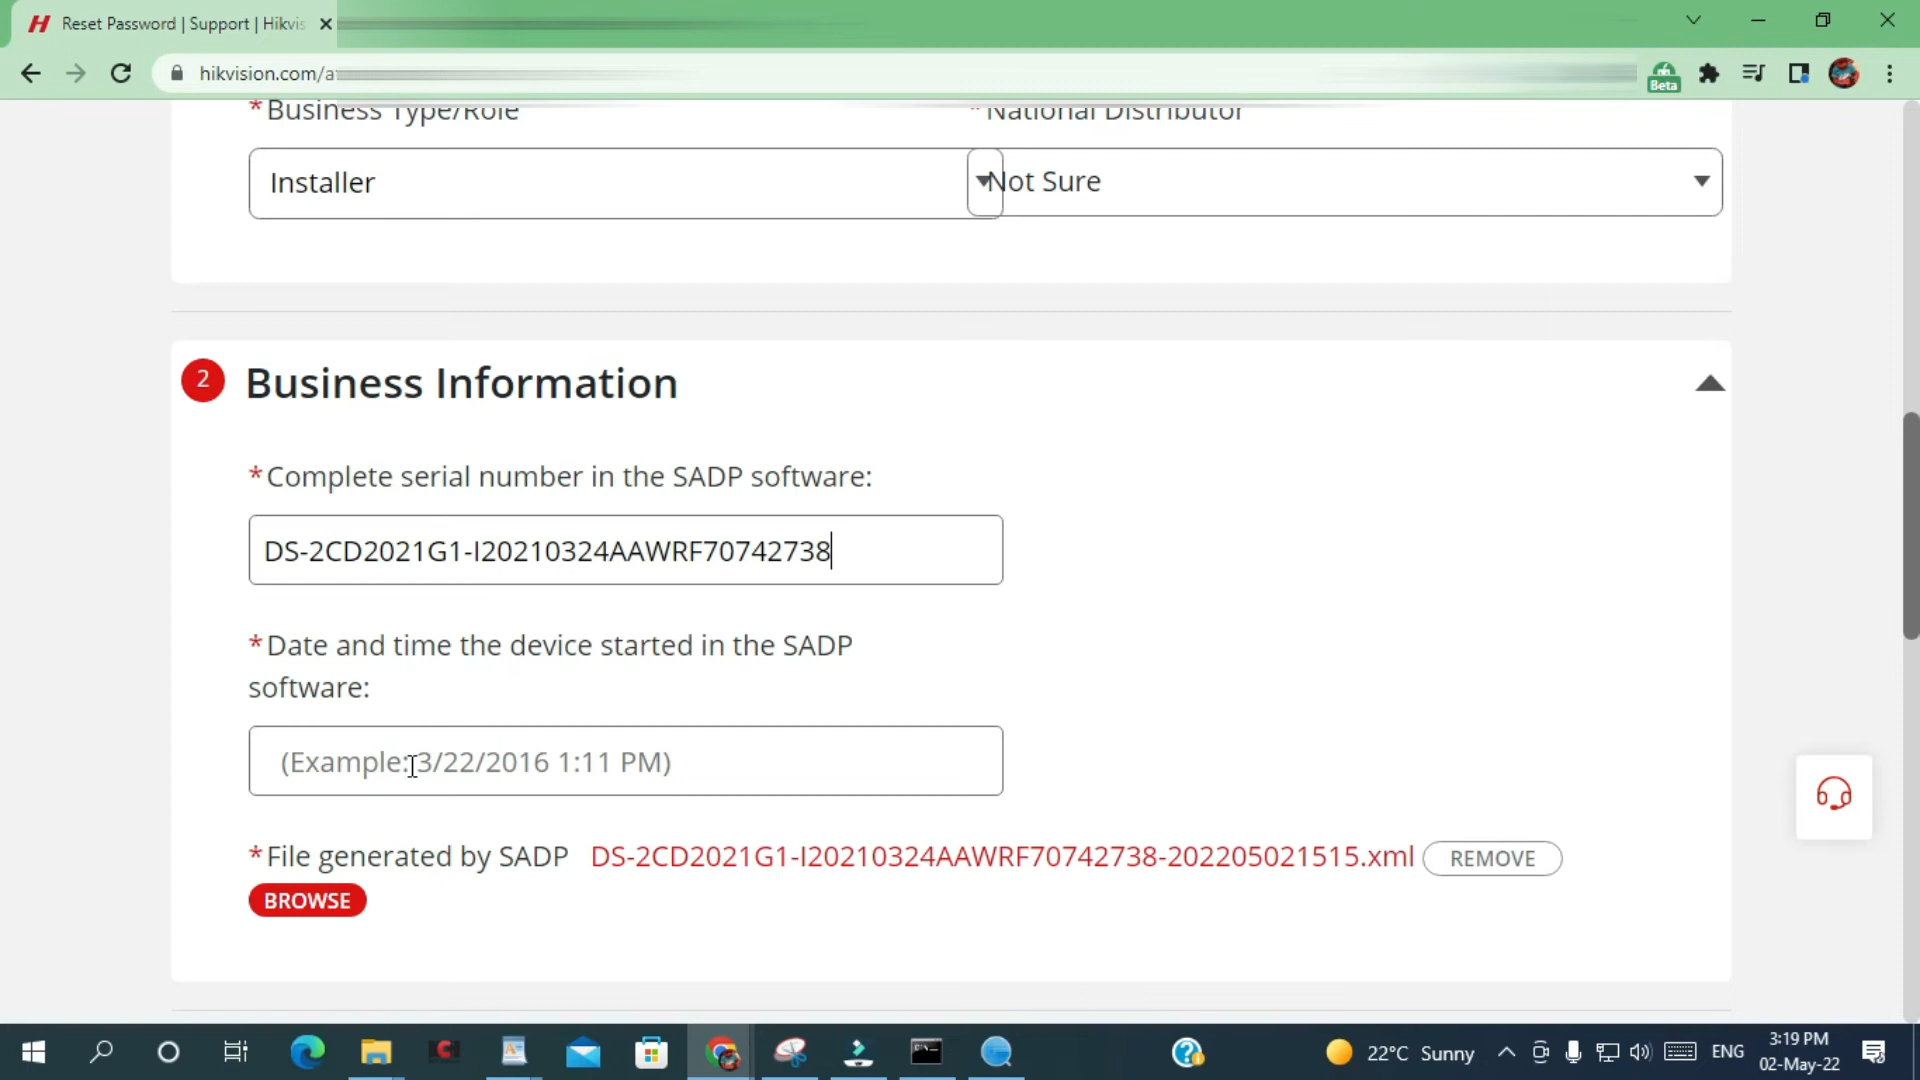 Reset Password | Support | Hikvis
hikvision.com/a
Beta
* Business Type/Role
* National Distributor
Installer
Not Sure
2
Business Information
*Complete serial number in the SADP software:
DS-2CD2021G1-I20210324AAWRF70742738
*Date and time the device started in the SADP
software:
(Example: 3/22/2016 1:11 PM)
*File generated by SADP DS-2CD2021G1-I20210324AAWRF70742738-202205021515.xml REMOVE
BROWSE
22°C Sunny
ENG
3:19 PM
02-May-22